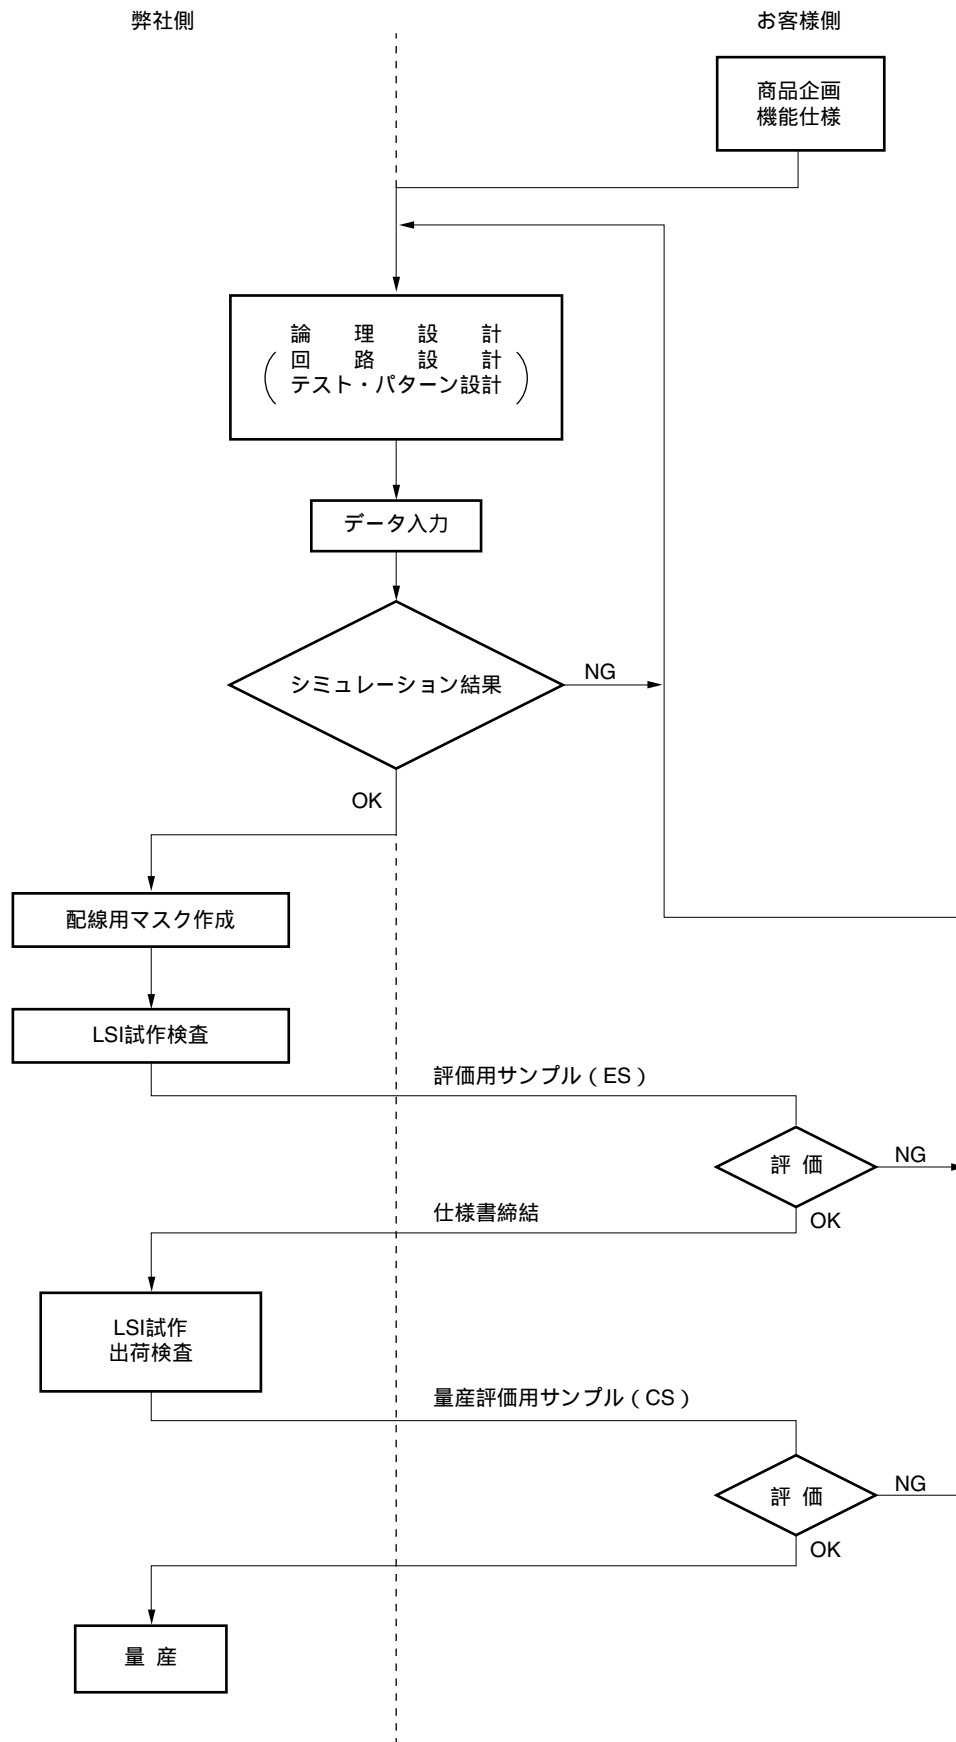 弊社側
お客様側
商品企画
機能仕様
論理設計
回路設計
テスト・パターン設計
データ入力
シミュレーション結果
NG
OK
配線用マスク作成
LSI試作検査
評価用サンプル（ES）
評価
NG
OK
仕様書締結
LSI試作
出荷検査
量産評価用サンプル（CS）
評価
NG
OK
量産